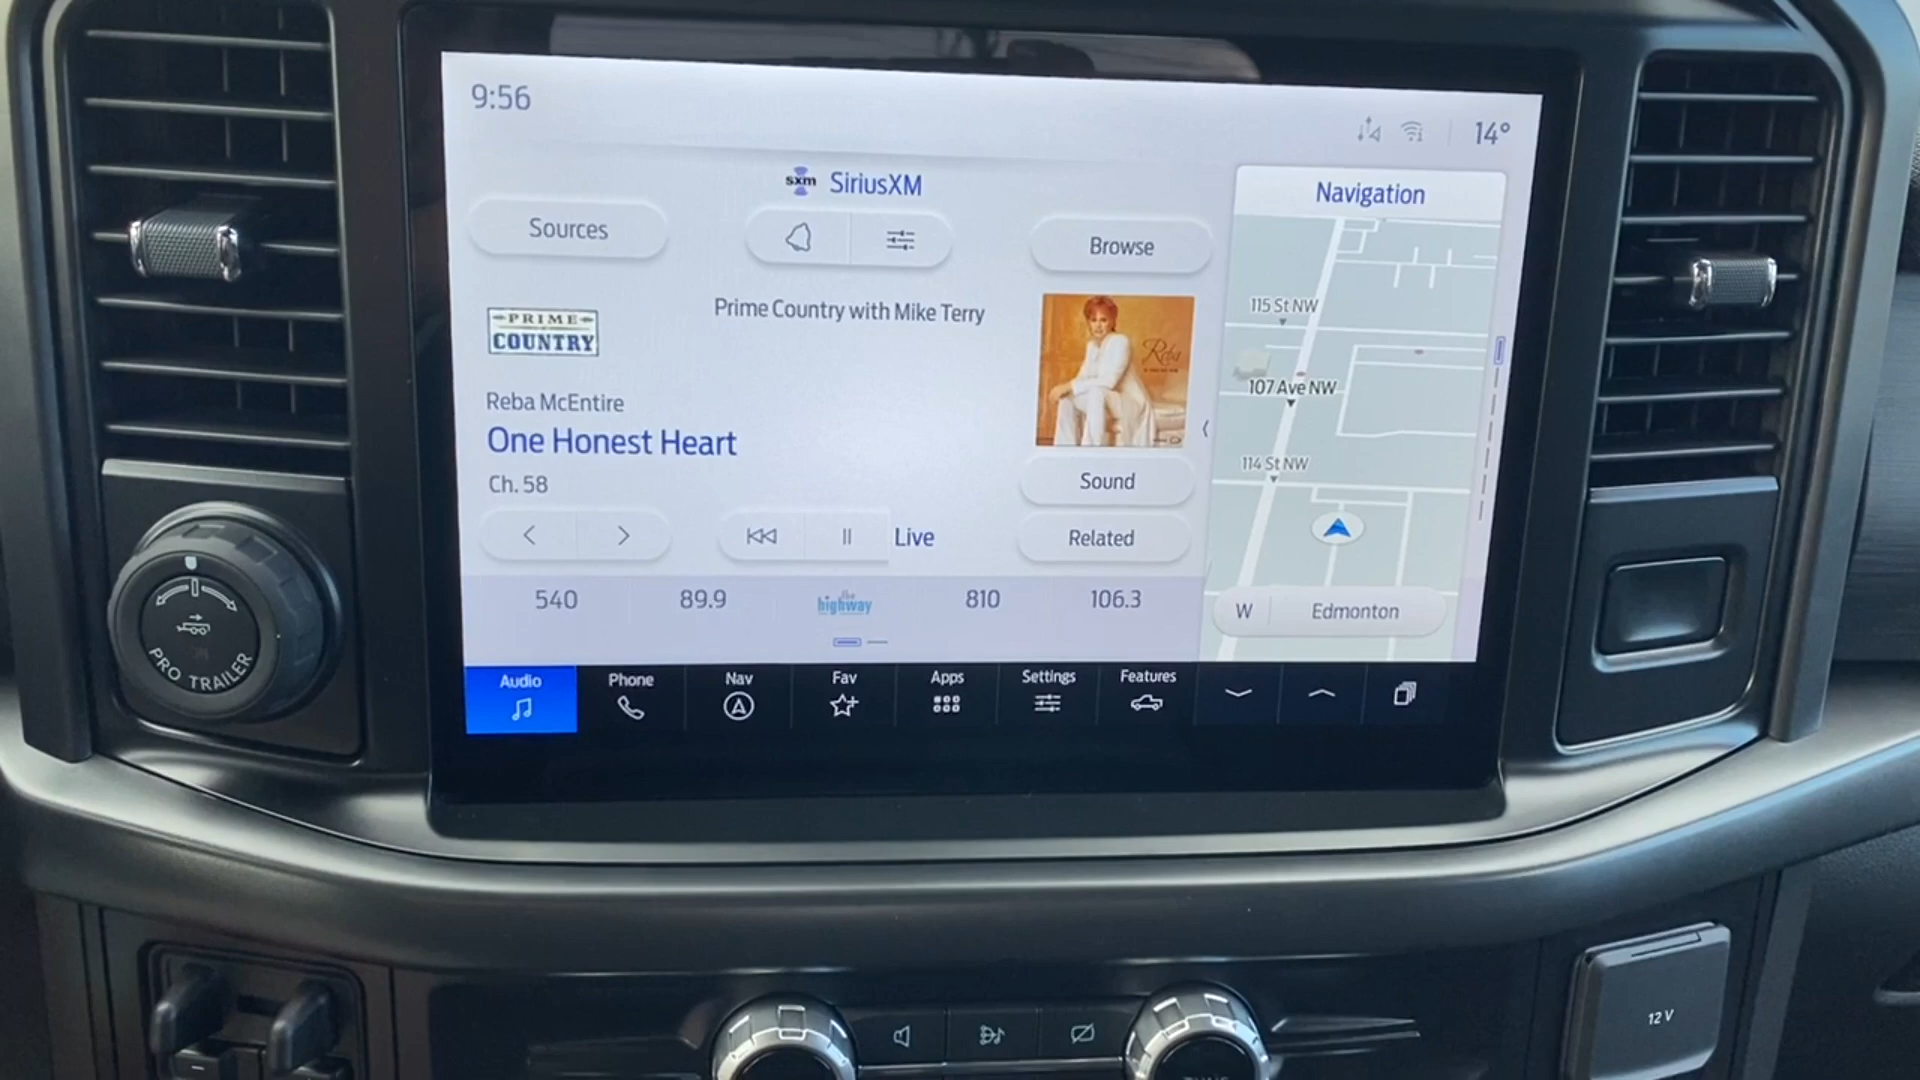 9:56
14°
sxm SiriusXM
Navigation
Sources
Browse
PRIME
COUNTRY
Prime Country with Mike Terry
Reba
115 St NW
107 Ave NW
Reba McEntire
One Honest Heart
Ch. 58
114 St NW
Sound
Live
Related
540
89.9
the highway
810
106.3
W
Edmonton
Audio
Phone
Nav
Fav
Apps
Settings
Features
PRO TRAILER
12 V